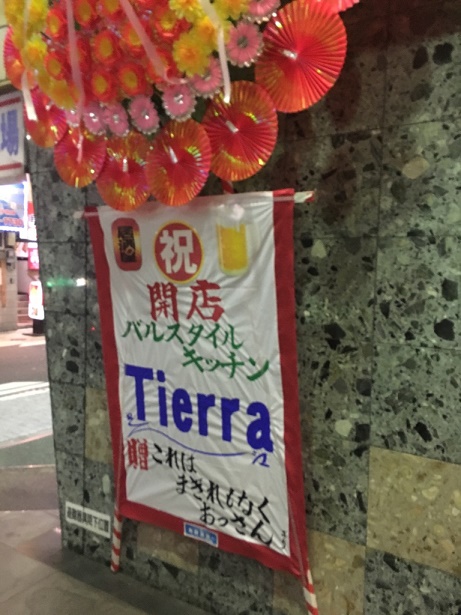 祝
開店
バルスタイル
キッチン
Tierra
贈
これは
まぎれもなく
おっさん
場